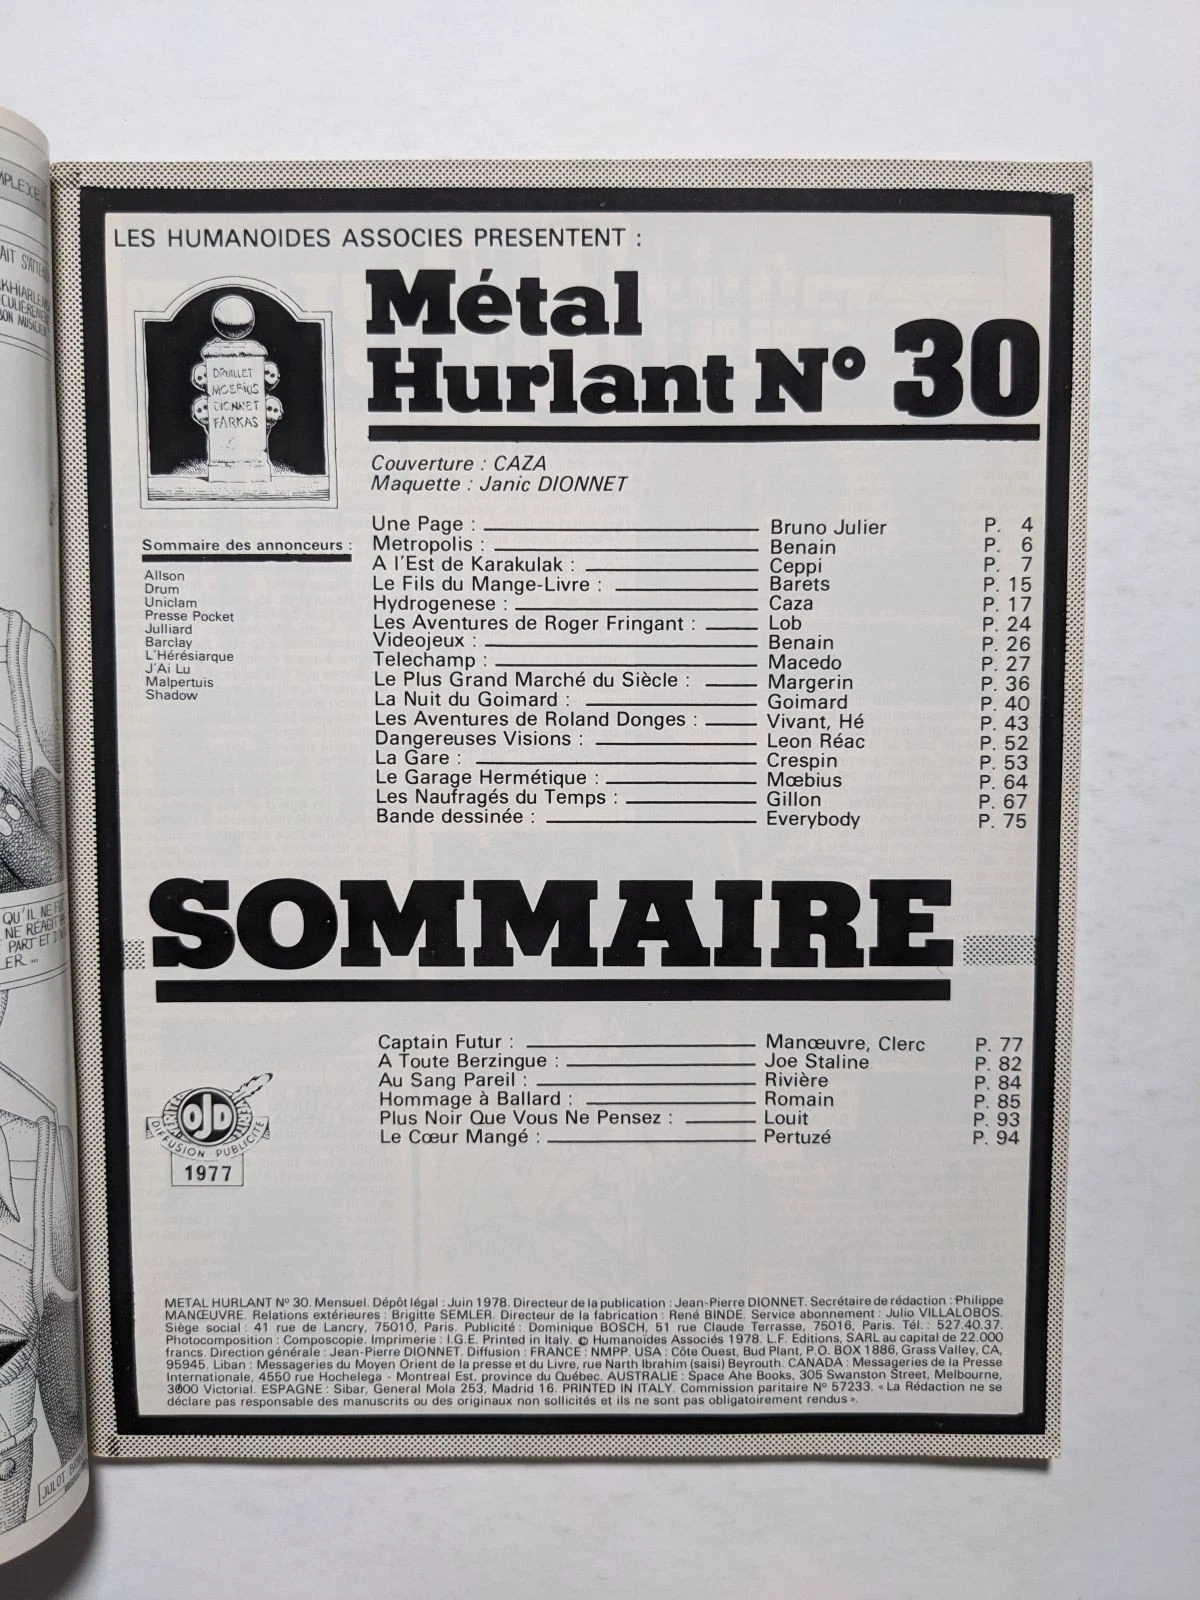 LES HUMANOIDES ASSOCIES PRESENTENT :
Métal
Hurlant Nº 30
DRUILLET
MOEBIUS
DIONNET
FARKAS
Couverture : CAZA
Maquette : Janic DIONNET
Sommaire des annonceurs :
Allson
Drum
Uniclam
Presse Pocket
Julliard
Barclay
L'Hérésiarque
J'Ai Lu
Malpertuis
Shadow
Une Page : Bruno Julier P. 4
Metropolis : Benain P. 6
A l'Est de Karakulak : Ceppi P. 7
Le Fils du Mange-Livre : Barets P. 15
Hydrogenese : Caza P. 17
Les Aventures de Roger Fringant : Lob P. 24
Videojeux : Benain P. 26
Telechamp : Macedo P. 27
Le Plus Grand Marché du Siècle : Margerin P. 36
La Nuit du Goimard : Goimard P. 40
Les Aventures de Roland Donges : Vivant, Hé P. 43
Dangereuses Visions : Leon Réac P. 52
La Gare : Crespin P. 53
Le Garage Hermétique : Mœbius P. 64
Les Naufragés du Temps : Gillon P. 67
Bande dessinée : Everybody P. 75
SOMMAIRE
Captain Futur : Manœuvre, Clerc P. 77
A Toute Berzingue : Joe Staline P. 82
Au Sang Pareil : Rivière P. 84
Hommage à Ballard : Romain P. 85
Plus Noir Que Vous Ne Pensez : Louit P. 93
Le Cœur Mangé : Pertuzé P. 94
OJD
DIFFUSION - PUBLICITÉ
1977
METAL HURLANT Nº 30. Mensuel. Dépôt légal : Juin 1978. Directeur de la publication : Jean-Pierre DIONNET. Secrétaire de rédaction : Philippe
MANŒUVRE. Relations extérieures : Brigitte SEMLER. Directeur de la fabrication : René BINDE. Service abonnement : Julio VILLALOBOS.
Siège social : 41 rue de Lancry, 75010, Paris. Publicité : Dominique BOSCH, 51 rue Claude Terrasse, 75016, Paris. Tél. : 527.40.37.
Photocomposition : Composcopie. Imprimerie : I.G.E. Printed in Italy. © Humanoïdes Associés 1978. L.F. Editions, SARL au capital de 22.000
francs. Direction générale : Jean-Pierre DIONNET. Diffusion : FRANCE : NMPP. USA : Côte Ouest, Bud Plant, P.O. BOX 1886, Grass Valley, CA,
95945. Liban : Messageries du Moyen Orient de la presse et du Livre, rue Narth Ibrahim (saisi) Beyrouth. CANADA : Messageries de la Presse
Internationale, 4550 rue Hochelega - Montreal Est, province du Québec. AUSTRALIE : Space Ahe Books, 305 Swanston Street, Melbourne,
3000 Victorial. ESPAGNE : Sibar, General Mola 253, Madrid 16. PRINTED IN ITALY. Commission paritaire Nº 57233. « La Rédaction ne se
déclare pas responsable des manuscrits ou des originaux non sollicités et ils ne sont pas obligatoirement rendus ».
QU'IL NE
NE RÉAGIT
PART ET D'
ER...
JULOT